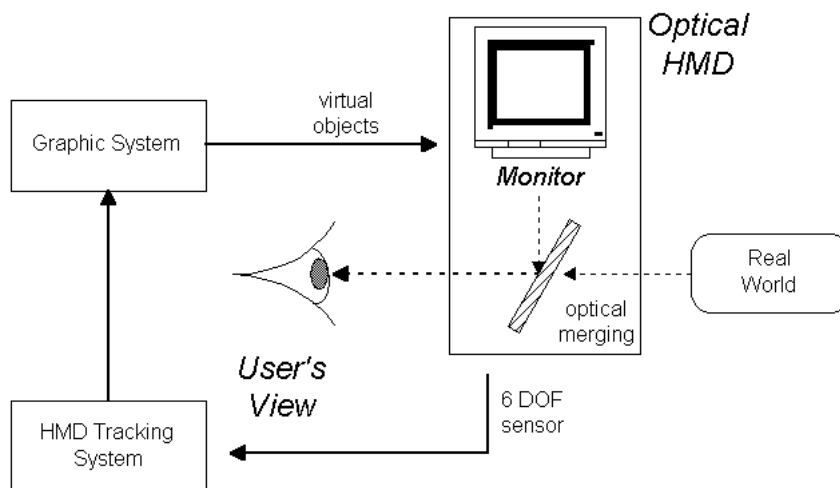 Optical
HMD
virtual
objects
Graphic System
Monitor
Real
World
optical
merging
User's
View
6 DOF
sensor
HMD Tracking
System